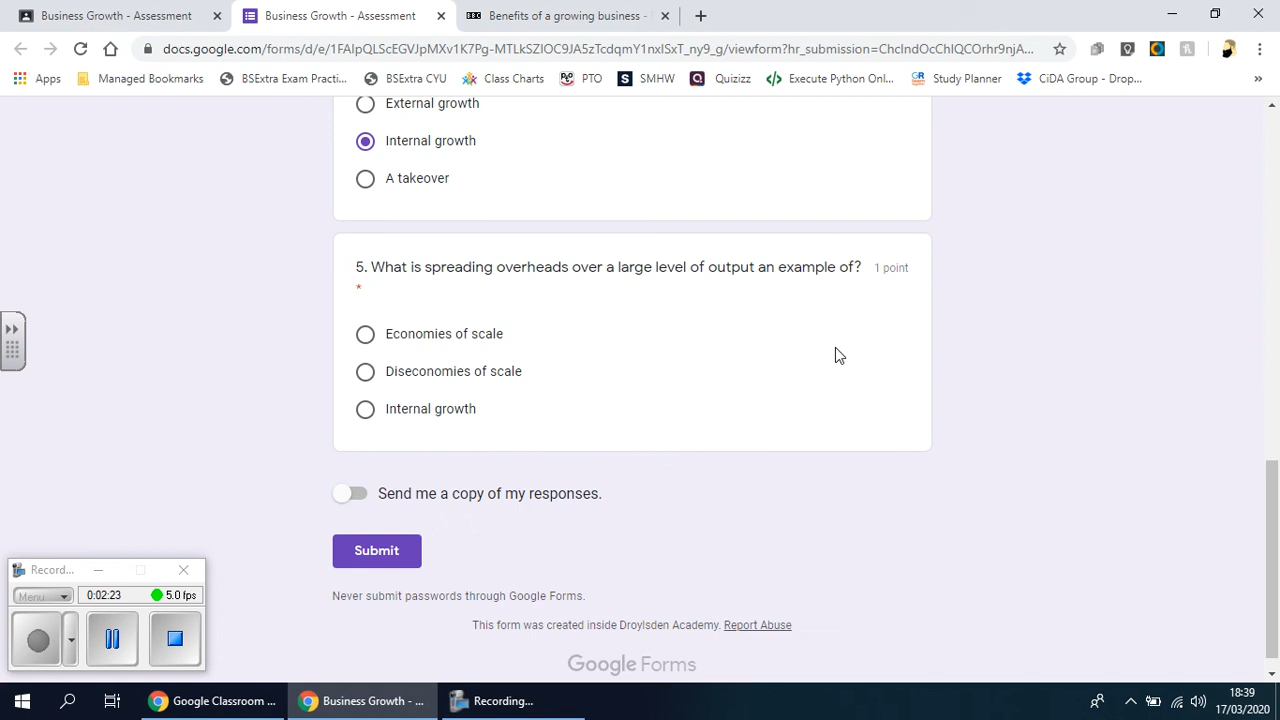 Business Growth - Assessment
Business Growth - Assessment
BBC
Benefits of a growing business -
docs.google.com/forms/d/e/
Apps
Managed Bookmarks
BSExtra Exam Practi...
BSExtra CYU
Class Charts
PTO
SMHW
Quizizz
Execute Python Onl...
Study Planner
CiDA Group - Drop...
»
External growth
Internal growth
A takeover
5. What is spreading overheads over a large level of output an example of?
1 point
*
Economies of scale
Diseconomies of scale
Internal growth
Send me a copy of my responses.
Submit
Never submit passwords through Google Forms.
This form was created inside Droylsden Academy. Report Abuse
Google Forms
Record...
Menu
0:02:23
5.0 fps
Google Classroom ...
Business Growth - ...
Recording...
18:39
17/03/2020